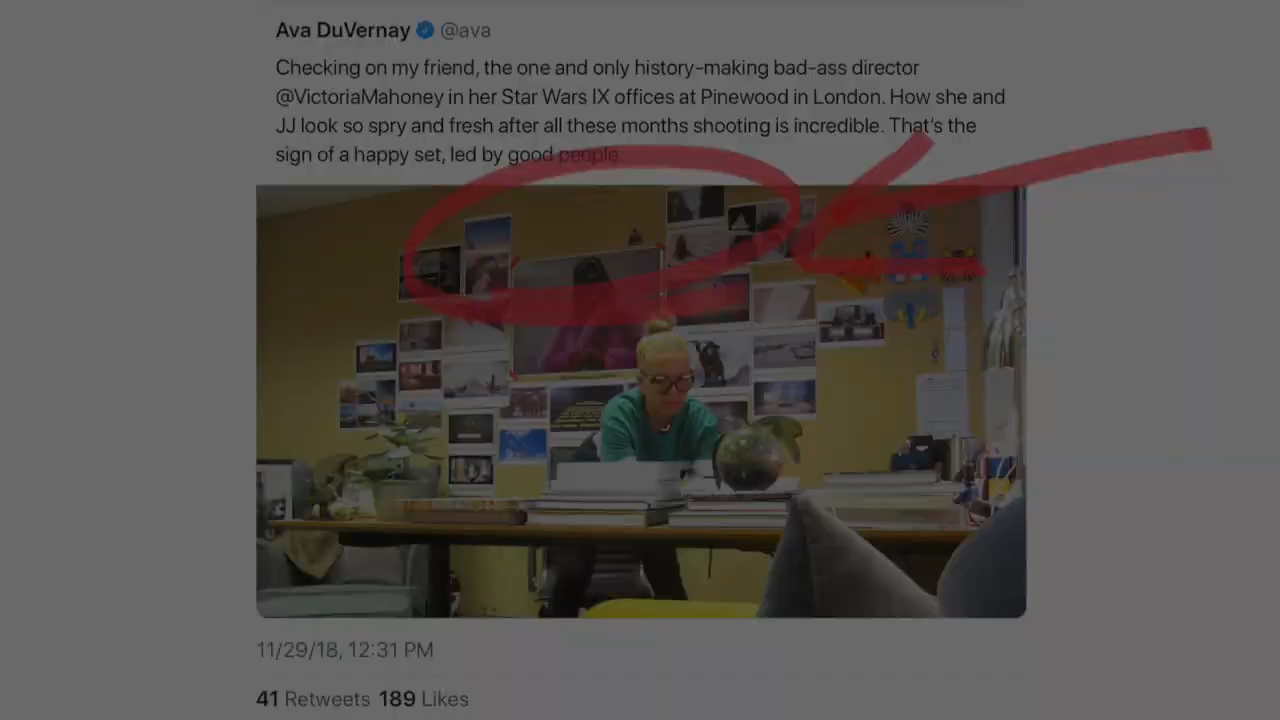 Ava DuVernay @ava
Checking on my friend, the one and only history-making bad-ass director
@VictoriaMahoney in her Star Wars IX offices at Pinewood in London. How she and
JJ look so spry and fresh after all these months shooting is incredible. That's the
sign of a happy set, led by good people.
11/29/18, 12:31 PM
41 Retweets 189 Likes